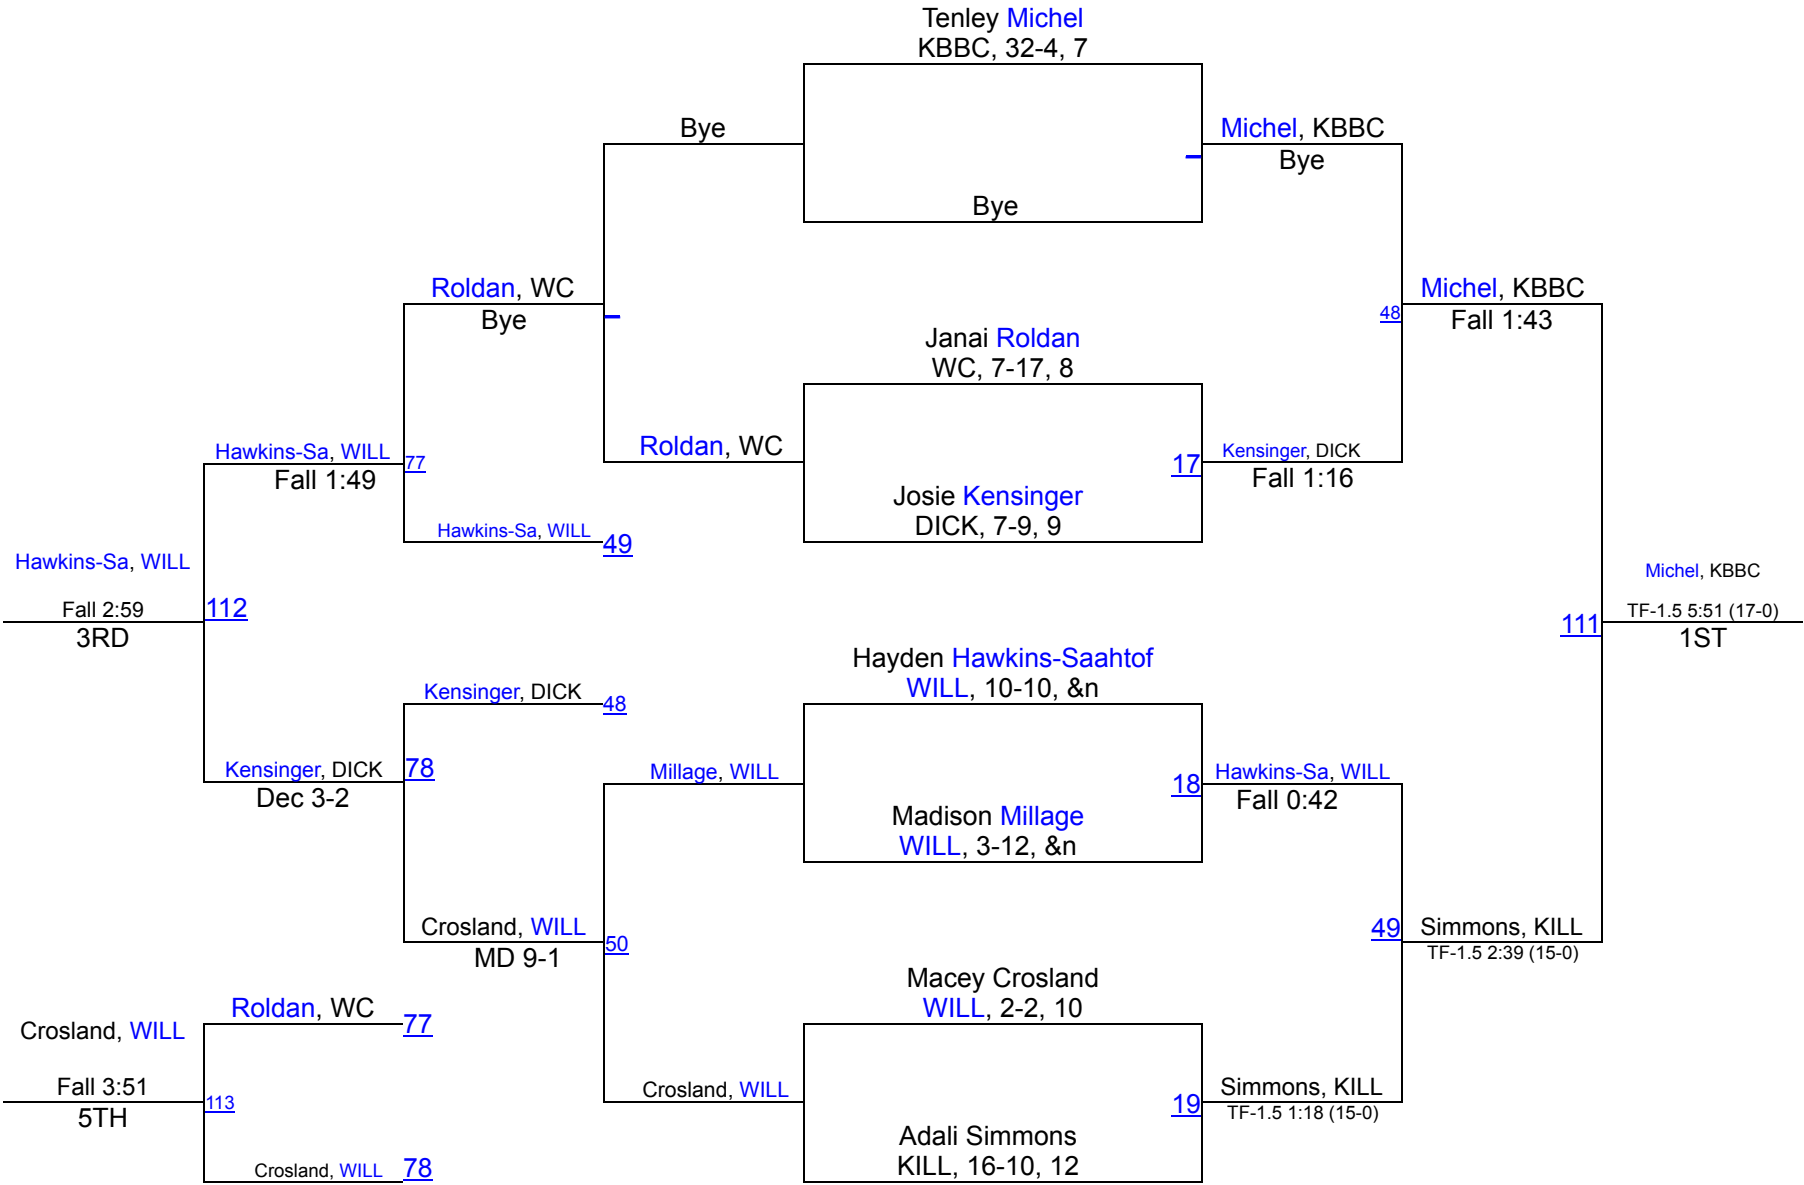 Tenley Michel
KBBC, 32-4, 7
Bye
Michel, KBBC
Bye
Bye
Roldan, WC
Bye
Michel, KBBC
48
Fall 1:43
Janai Roldan
WC, 7-17, 8
Hawkins-Sa, WILL
77
Fall 1:49
Roldan, WC
17
Kensinger, DICK
Fall 1:16
Josie Kensinger
DICK, 7-9, 9
Hawkins-Sa, WILL
49
Hawkins-Sa, WILL
Fall 2:59
112
3RD
Michel, KBBC
TF-1.5 5:51 (17-0)
111
1ST
Hayden Hawkins-Saahtof
WILL, 10-10, &n
Kensinger, DICK
48
Kensinger, DICK
78
Dec 3-2
Millage, WILL
18
Hawkins-Sa, WILL
Fall 0:42
Madison Millage
WILL, 3-12, &n
Crosland, WILL
50
MD 9-1
49
Simmons, KILL
TF-1.5 2:39 (15-0)
Macey Crosland
WILL, 2-2, 10
Roldan, WC
77
Crosland, WILL
Fall 3:51
113
5TH
Crosland, WILL
19
Simmons, KILL
TF-1.5 1:18 (15-0)
Adali Simmons
KILL, 16-10, 12
Crosland, WILL
78